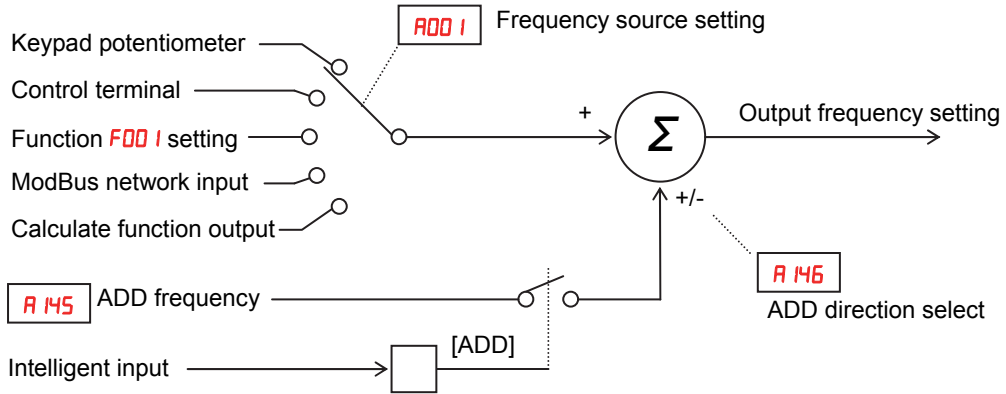 Keypad potentiometer
Control terminal
Function F001 setting
ModBus network input
Calculate function output
A001 Frequency source setting
+
Σ
Output frequency setting
+/-
A146
ADD direction select
A145 ADD frequency
[ADD]
Intelligent input